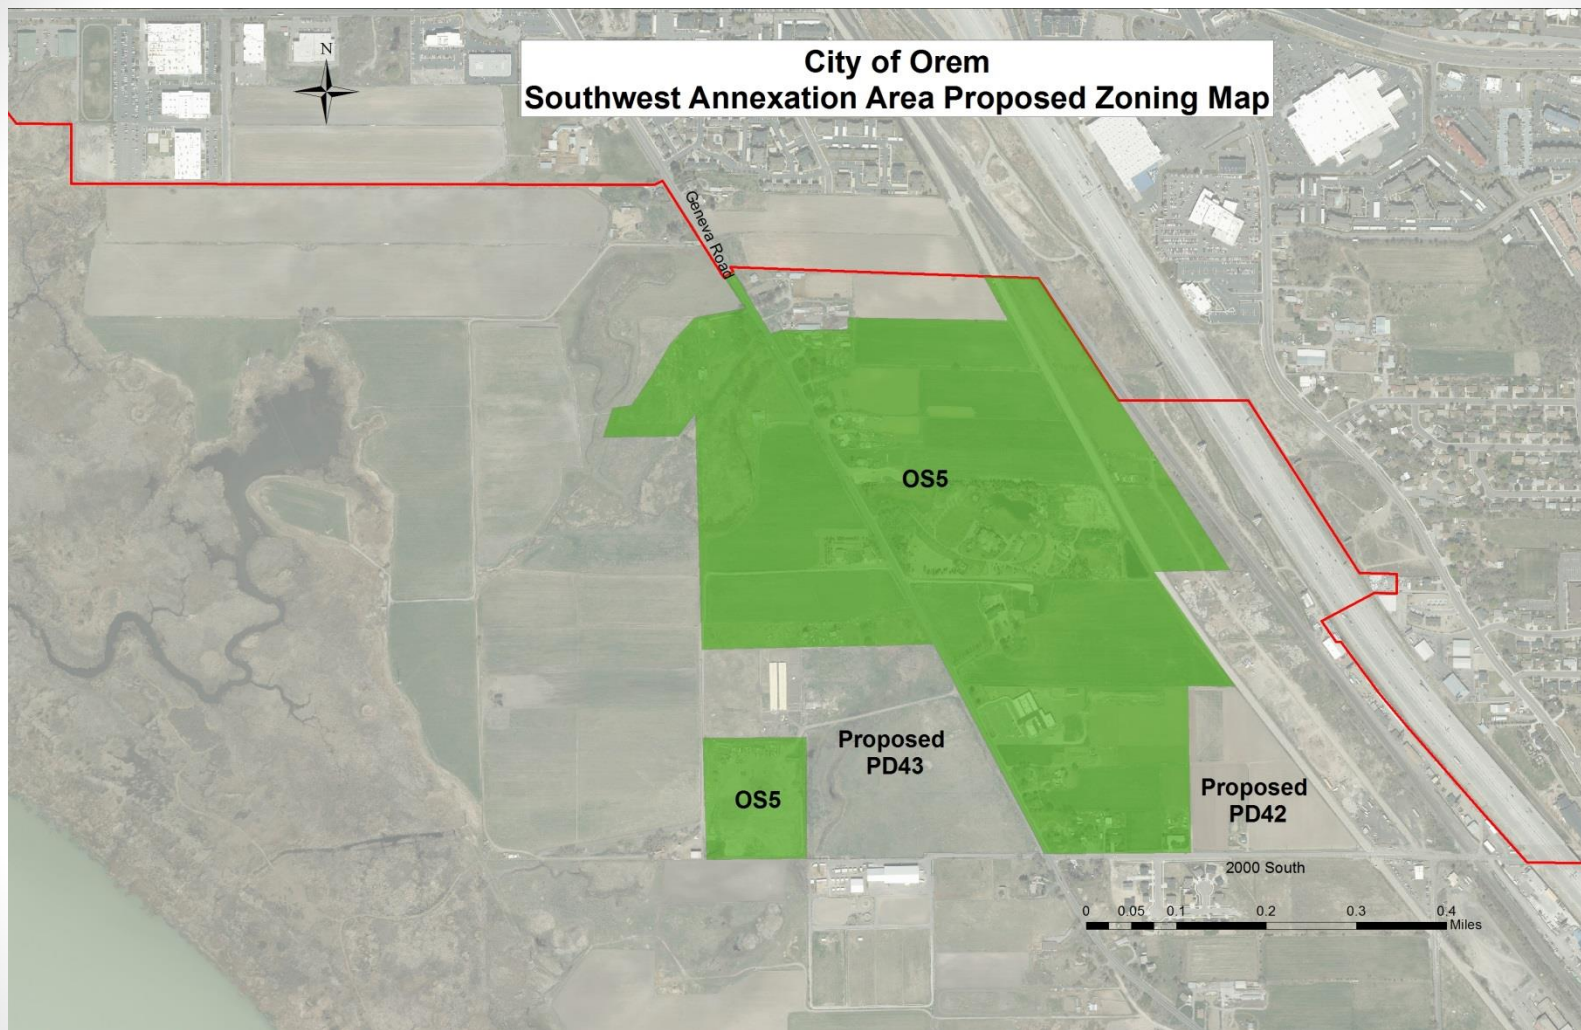 City of Orem
Southwest Annexation Area Proposed Zoning Map
N
Geneva Road
OS5
Proposed
PD43
OS5
Proposed
PD42
2000 South
0 0.05 0.1 0.2 0.3 0.4
Miles